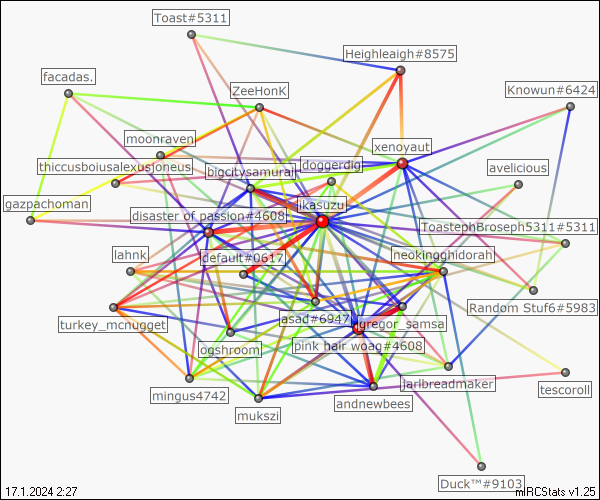 Toast#5311
Heighleaigh#8575
facadas.
ZeeHonK
Knowun#6424
moonraven
xenoyaut
thiccusboiusalexusjoneus
bigcitysamurai
doggerdig
avelicious
gazpachoman
disaster of passion#4608
ikasuzu
ToastephBroseph5311#5311
lahnk
default#0617
neokingghidorah
turkey_mcnugget
asad#6947
gregor_samsa
Random Stuf6#5983
ogshroom
pink hair woag#4608
mingus4742
mukszi
andnewbees
jarlbreadmaker
tescoroll
Duck™#9103
17.1.2024 2:27
mIRCStats v1.25